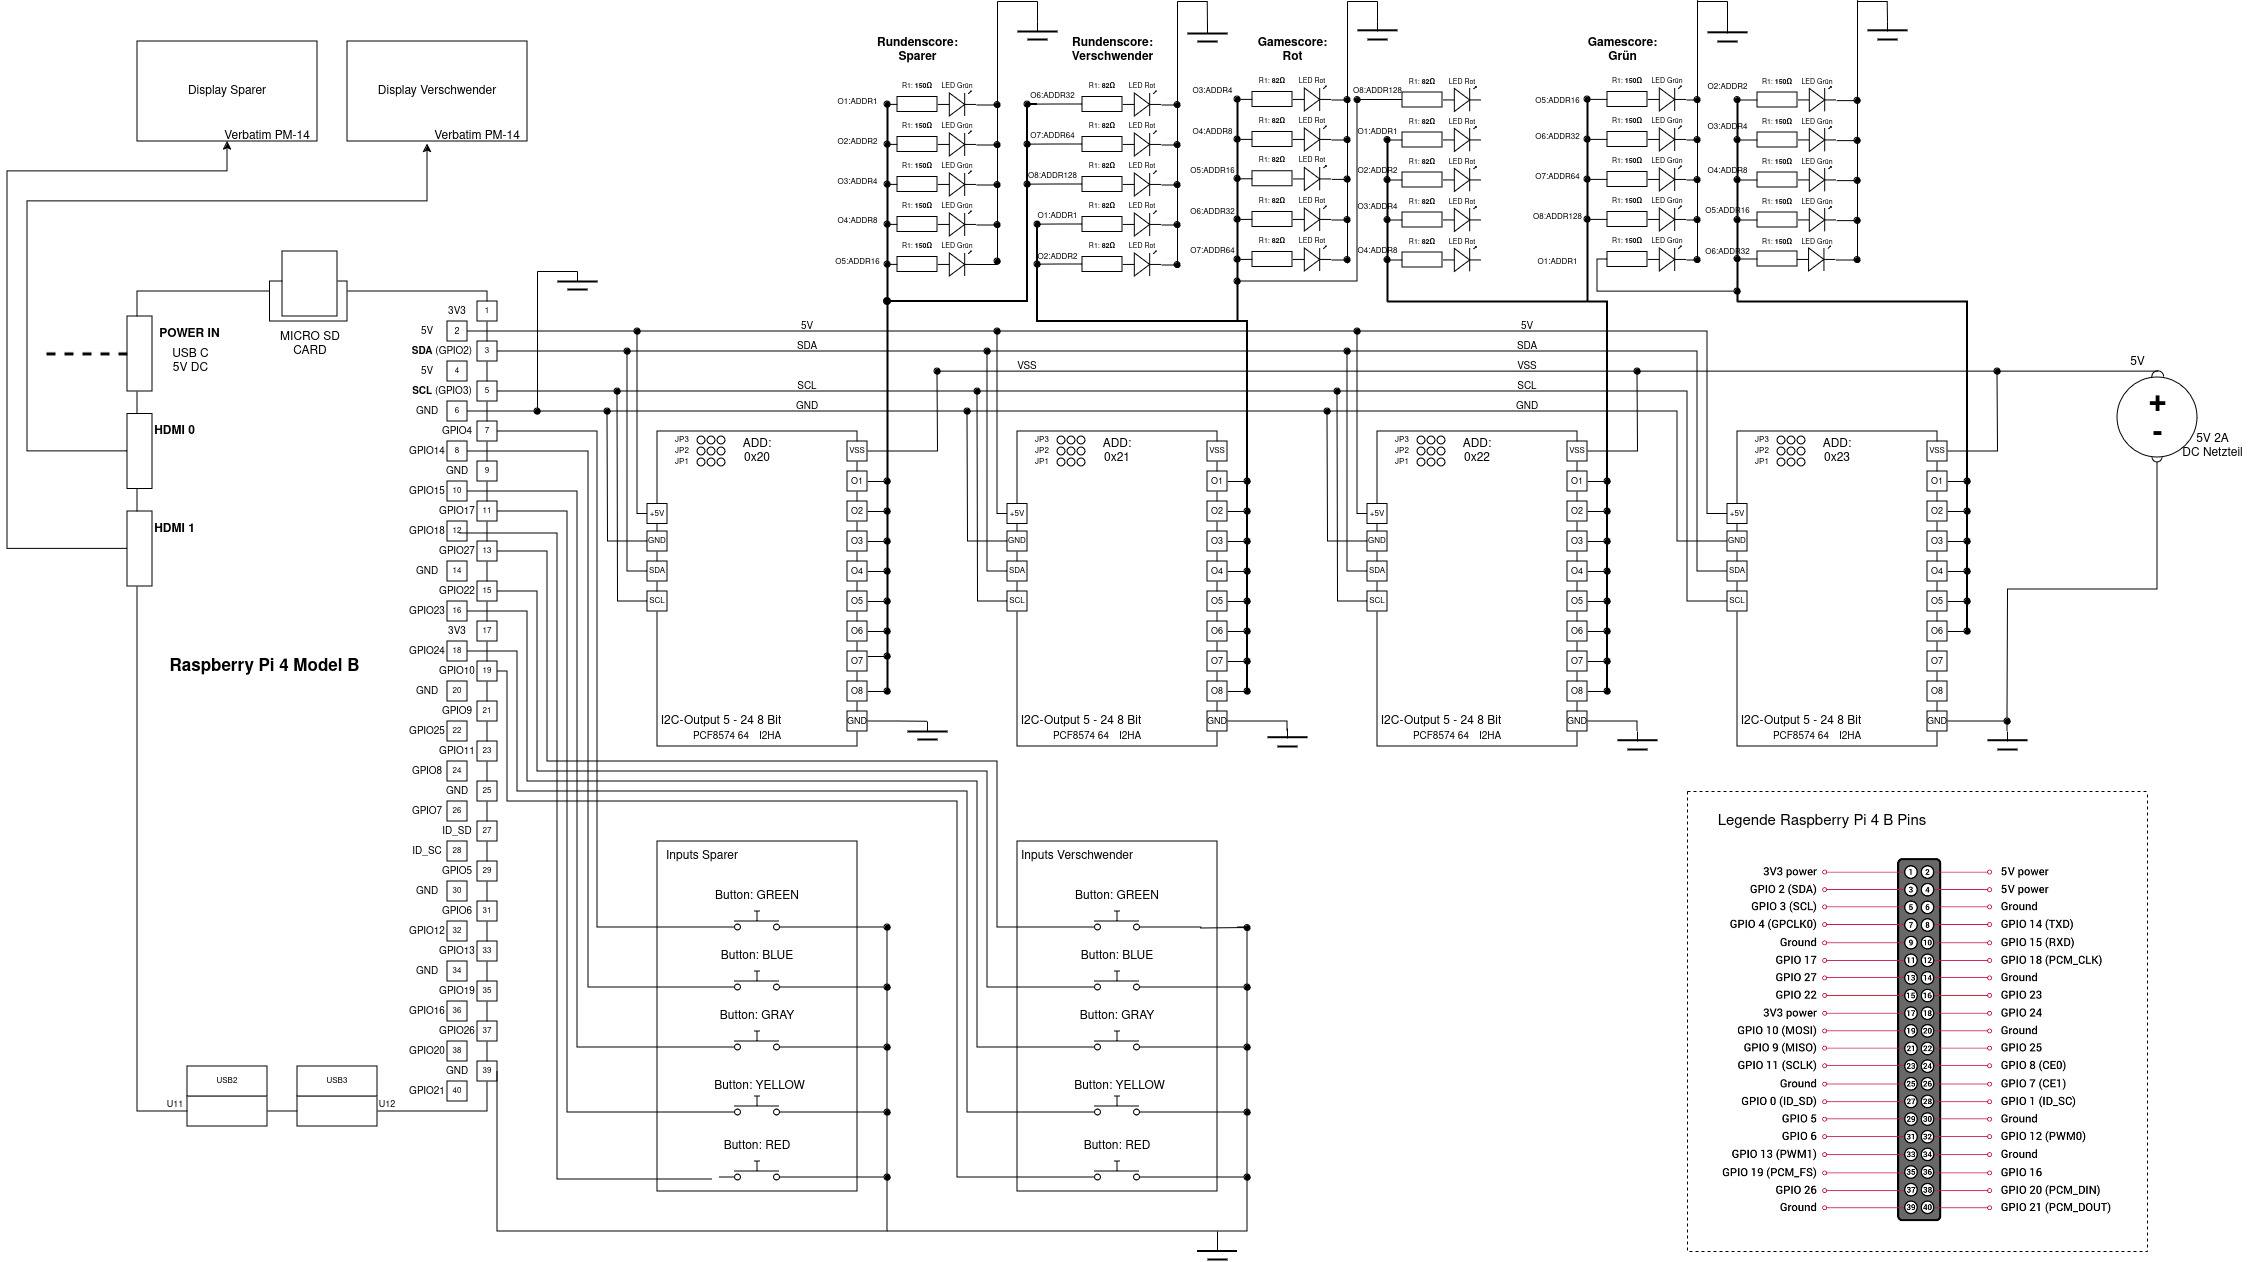 Display Sparer
Verbatim PM-14
Display Verschwender
Verbatim PM-14
Rundenscore:
Sparer
Rundenscore:
Verschwender
Gamescore:
Rot
Gamescore:
Grün
O1:ADDR1
R1: 150Ω
LED Grün
O2:ADDR2
R1: 150Ω
LED Grün
O3:ADDR4
R1: 150Ω
LED Grün
O4:ADDR8
R1: 150Ω
LED Grün
O5:ADDR16
R1: 150Ω
LED Grün
O6:ADDR32
R1: 82Ω
LED Rot
O7:ADDR64
R1: 82Ω
LED Rot
O8:ADDR128
R1: 82Ω
LED Rot
O1:ADDR1
R1: 82Ω
LED Rot
O2:ADDR2
R1: 82Ω
LED Rot
O3:ADDR4
R1: 82Ω
LED Rot
O4:ADDR8
R1: 82Ω
LED Rot
O5:ADDR16
R1: 82Ω
LED Rot
O6:ADDR32
R1: 82Ω
LED Rot
O7:ADDR64
R1: 82Ω
LED Rot
O8:ADDR128
R1: 82Ω
LED Rot
O1:ADDR1
R1: 82Ω
LED Rot
O2:ADDR2
R1: 82Ω
LED Rot
O3:ADDR4
R1: 82Ω
LED Rot
O4:ADDR8
R1: 82Ω
LED Rot
O5:ADDR16
R1: 150Ω
LED Grün
O6:ADDR32
R1: 150Ω
LED Grün
O7:ADDR64
R1: 150Ω
LED Grün
O8:ADDR128
R1: 150Ω
LED Grün
O1:ADDR1
R1: 150Ω
LED Grün
O2:ADDR2
R1: 150Ω
LED Grün
O3:ADDR4
R1: 150Ω
LED Grün
O4:ADDR8
R1: 150Ω
LED Grün
O5:ADDR16
R1: 150Ω
LED Grün
O6:ADDR32
R1: 150Ω
LED Grün
MICRO SD
CARD
POWER IN
USB C
5V DC
HDMI 0
HDMI 1
Raspberry Pi 4 Model B
USB2
U11
USB3
U12
3V3 1
5V 2
SDA (GPIO2) 3
5V 4
SCL (GPIO3) 5
GND 6
GPIO4 7
GPIO14 8
GND 9
GPIO15 10
GPIO17 11
GPIO18 12
GPIO27 13
GND 14
GPIO22 15
GPIO23 16
3V3 17
GPIO24 18
GPIO10 19
GND 20
GPIO9 21
GPIO25 22
GPIO11 23
GPIO8 24
GND 25
GPIO7 26
ID_SD 27
ID_SC 28
GPIO5 29
GND 30
GPIO6 31
GPIO12 32
GPIO13 33
GND 34
GPIO19 35
GPIO16 36
GPIO26 37
GPIO20 38
GND 39
GPIO21 40
5V
SDA
VSS
SCL
GND
5V
SDA
VSS
SCL
GND
5V
+
-
5V 2A
DC Netzteil
JP3
JP2
JP1
ADD:
0x20
+5V
GND
SDA
SCL
VSS
O1
O2
O3
O4
O5
O6
O7
O8
GND
I2C-Output 5 - 24 8 Bit
PCF8574 64 I2HA
JP3
JP2
JP1
ADD:
0x21
+5V
GND
SDA
SCL
VSS
O1
O2
O3
O4
O5
O6
O7
O8
GND
I2C-Output 5 - 24 8 Bit
PCF8574 64 I2HA
JP3
JP2
JP1
ADD:
0x22
+5V
GND
SDA
SCL
VSS
O1
O2
O3
O4
O5
O6
O7
O8
GND
I2C-Output 5 - 24 8 Bit
PCF8574 64 I2HA
JP3
JP2
JP1
ADD:
0x23
+5V
GND
SDA
SCL
VSS
O1
O2
O3
O4
O5
O6
O7
O8
GND
I2C-Output 5 - 24 8 Bit
PCF8574 64 I2HA
Inputs Sparer
Button: GREEN
Button: BLUE
Button: GRAY
Button: YELLOW
Button: RED
Inputs Verschwender
Button: GREEN
Button: BLUE
Button: GRAY
Button: YELLOW
Button: RED
Legende Raspberry Pi 4 B Pins
3V3 power 1 2 5V power
GPIO 2 (SDA) 3 4 5V power
GPIO 3 (SCL) 5 6 Ground
GPIO 4 (GPCLK0) 7 8 GPIO 14 (TXD)
Ground 9 10 GPIO 15 (RXD)
GPIO 17 11 12 GPIO 18 (PCM_CLK)
GPIO 27 13 14 Ground
GPIO 22 15 16 GPIO 23
3V3 power 17 18 GPIO 24
GPIO 10 (MOSI) 19 20 Ground
GPIO 9 (MISO) 21 22 GPIO 25
GPIO 11 (SCLK) 23 24 GPIO 8 (CE0)
Ground 25 26 GPIO 7 (CE1)
GPIO 0 (ID_SD) 27 28 GPIO 1 (ID_SC)
GPIO 5 29 30 Ground
GPIO 6 31 32 GPIO 12 (PWM0)
GPIO 13 (PWM1) 33 34 Ground
GPIO 19 (PCM_FS) 35 36 GPIO 16
GPIO 26 37 38 GPIO 20 (PCM_DIN)
Ground 39 40 GPIO 21 (PCM_DOUT)